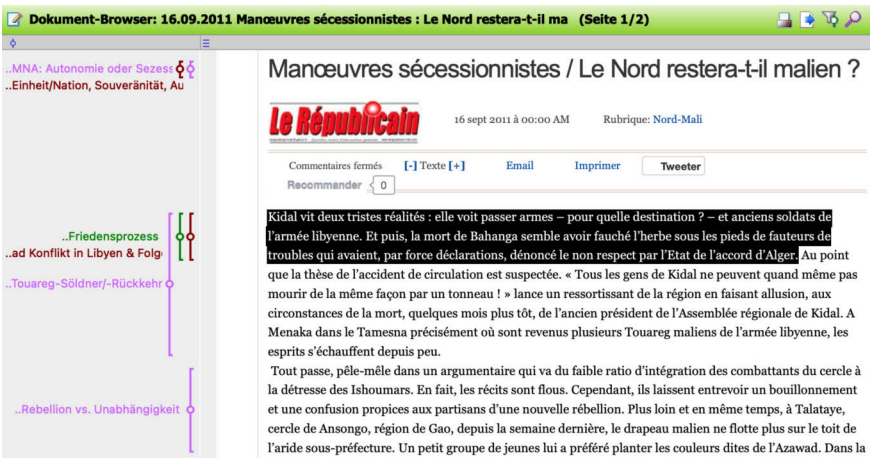 Dokument-Browser: 16.09.2011 Manœuvres sécessionnistes : Le Nord restera-t-il ma (Seite 1/2)
..MNA: Autonomie oder Sezess
..Einheit/Nation, Souveränität, Au
Manœuvres sécessionnistes / Le Nord restera-t-il malien ?
Le Républicain
16 sept 2011 à 00:00 AM Rubrique: Nord-Mali
Commentaires fermés [-] Texte [+] Email Imprimer Tweeter
Recommander 0
..Friedensprozess
..ad Konflikt in Libyen & Folg
..Touareg-Söldner/-Rückkehr
..Rebellion vs. Unabhängigkeit
Kidal vit deux tristes réalités : elle voit passer armes – pour quelle destination ? – et anciens soldats de
l’armée libyenne. Et puis, la mort de Bahanga semble avoir fauché l’herbe sous les pieds de fauteurs de
troubles qui avaient, par force déclarations, dénoncé le non respect par l’Etat de l’accord d’Alger. Au point
que la thèse de l’accident de circulation est suspectée. « Tous les gens de Kidal ne peuvent quand même pas
mourir de la même façon par un tonneau ! » lance un ressortissant de la région en faisant allusion, aux
circonstances de la mort, quelques mois plus tôt, de l’ancien président de l’Assemblée régionale de Kidal. A
Menaka dans le Tamesna précisément où sont revenus plusieurs Touareg maliens de l’armée libyenne, les
esprits s’échauffent depuis peu.
Tout passe, pêle-mêle dans un argumentaire qui va du faible ratio d’intégration des combattants du cercle à
la détresse des Ishoumars. En fait, les récits sont flous. Cependant, ils laissent entrevoir un bouillonnement
et une confusion propices aux partisans d’une nouvelle rébellion. Plus loin et en même temps, à Talataye,
cercle de Ansongo, région de Gao, depuis la semaine dernière, le drapeau malien ne flotte plus sur le toit de
l’aride sous-préfecture. Un petit groupe de jeunes lui a préféré planter les couleurs dites de l’Azawad. Dans la